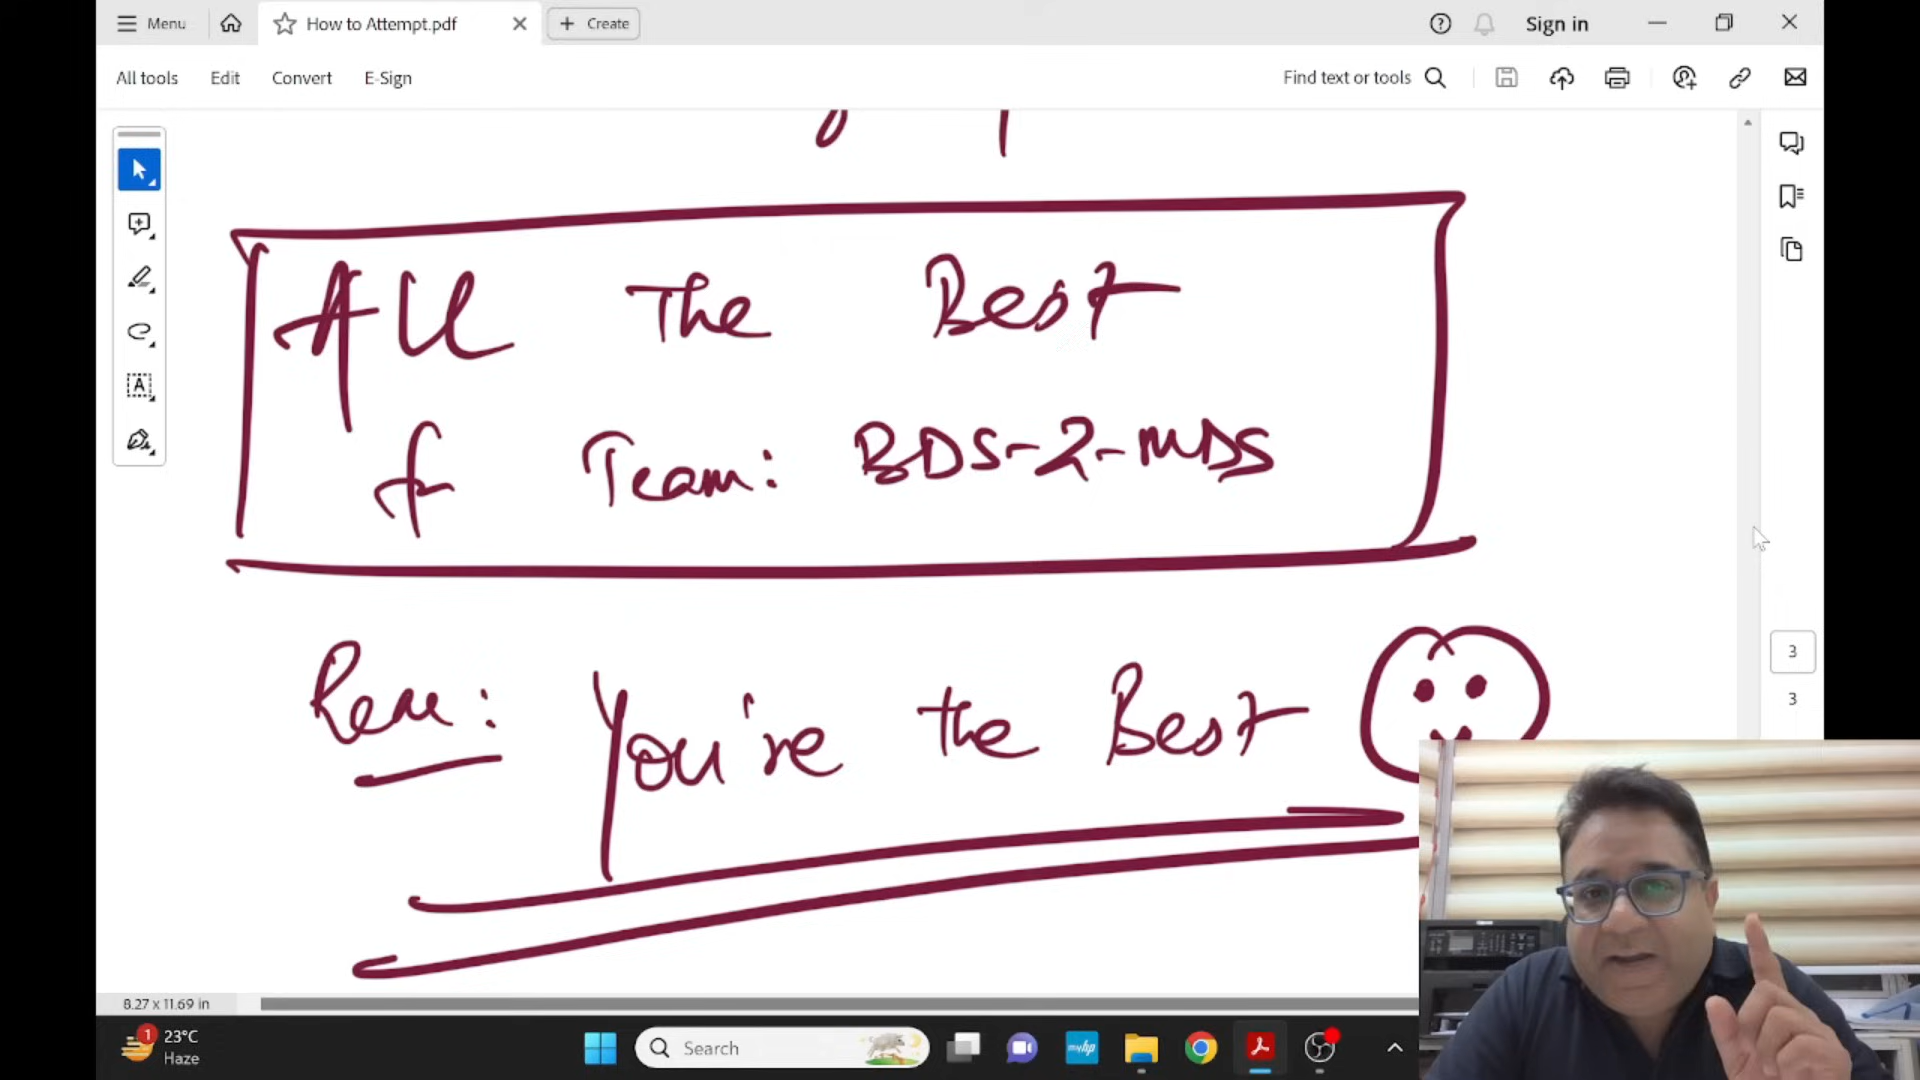 Menu
How to Attempt.pdf
Create
Sign in
All tools
Edit
Convert
E-Sign
Find text or tools
All The Best
Team: BDS-2-MDS
You're the Best
3
3
8.27 x 11.69 in
1
23°C
Haze
Search
myhp